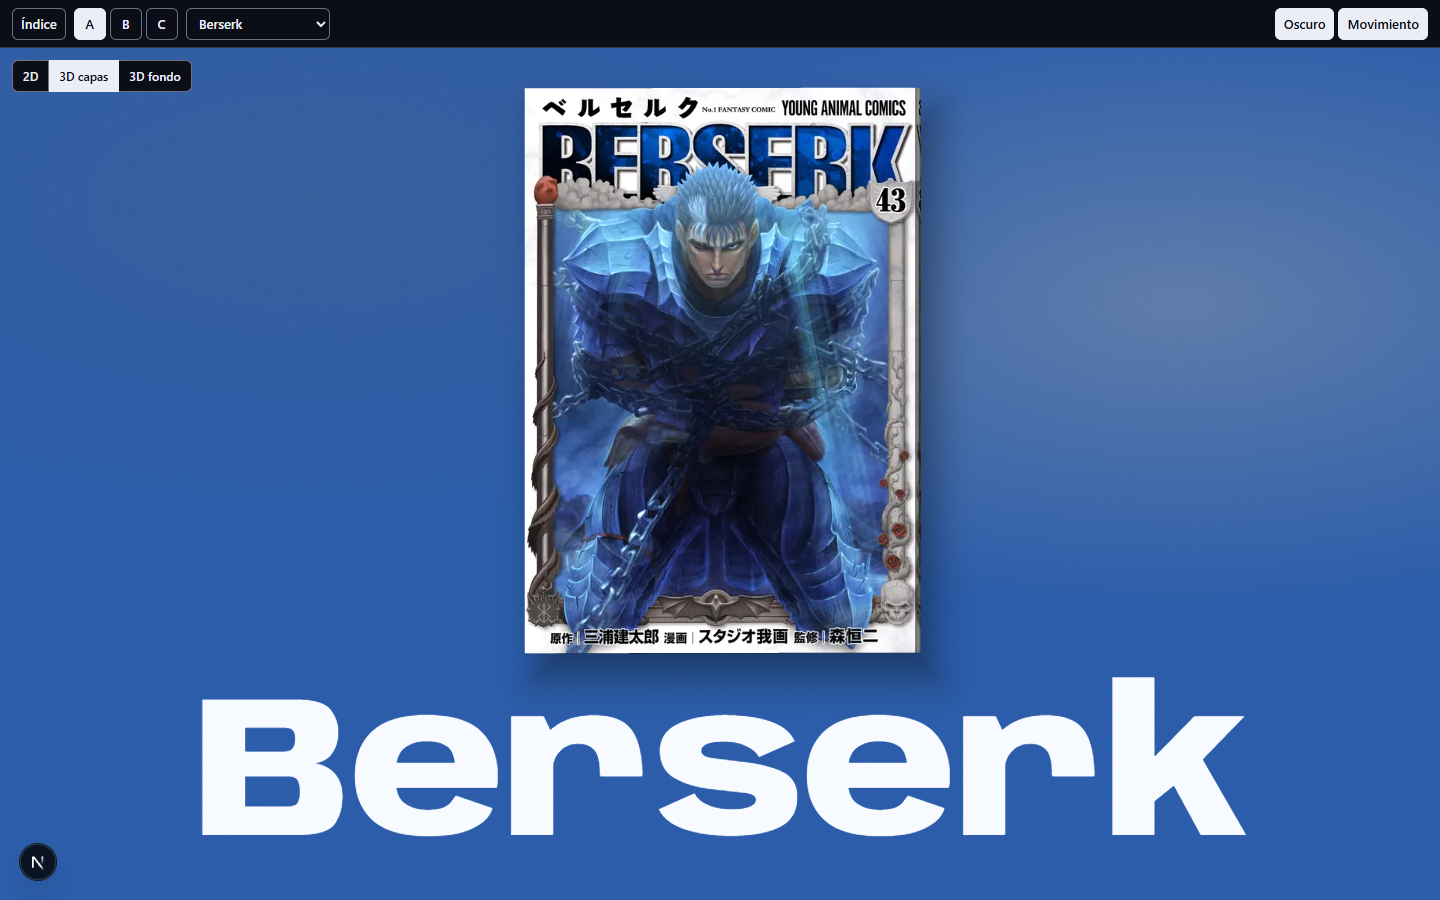 Índice A B C Berserk Oscuro Movimiento
2D 3D capas 3D fondo
ベルセルク No.1 FANTASY COMIC YOUNG ANIMAL COMICS
BERSERK
43
原作|三浦建太郎 漫画|スタジオ我画 監修|森恒二
Berserk
N